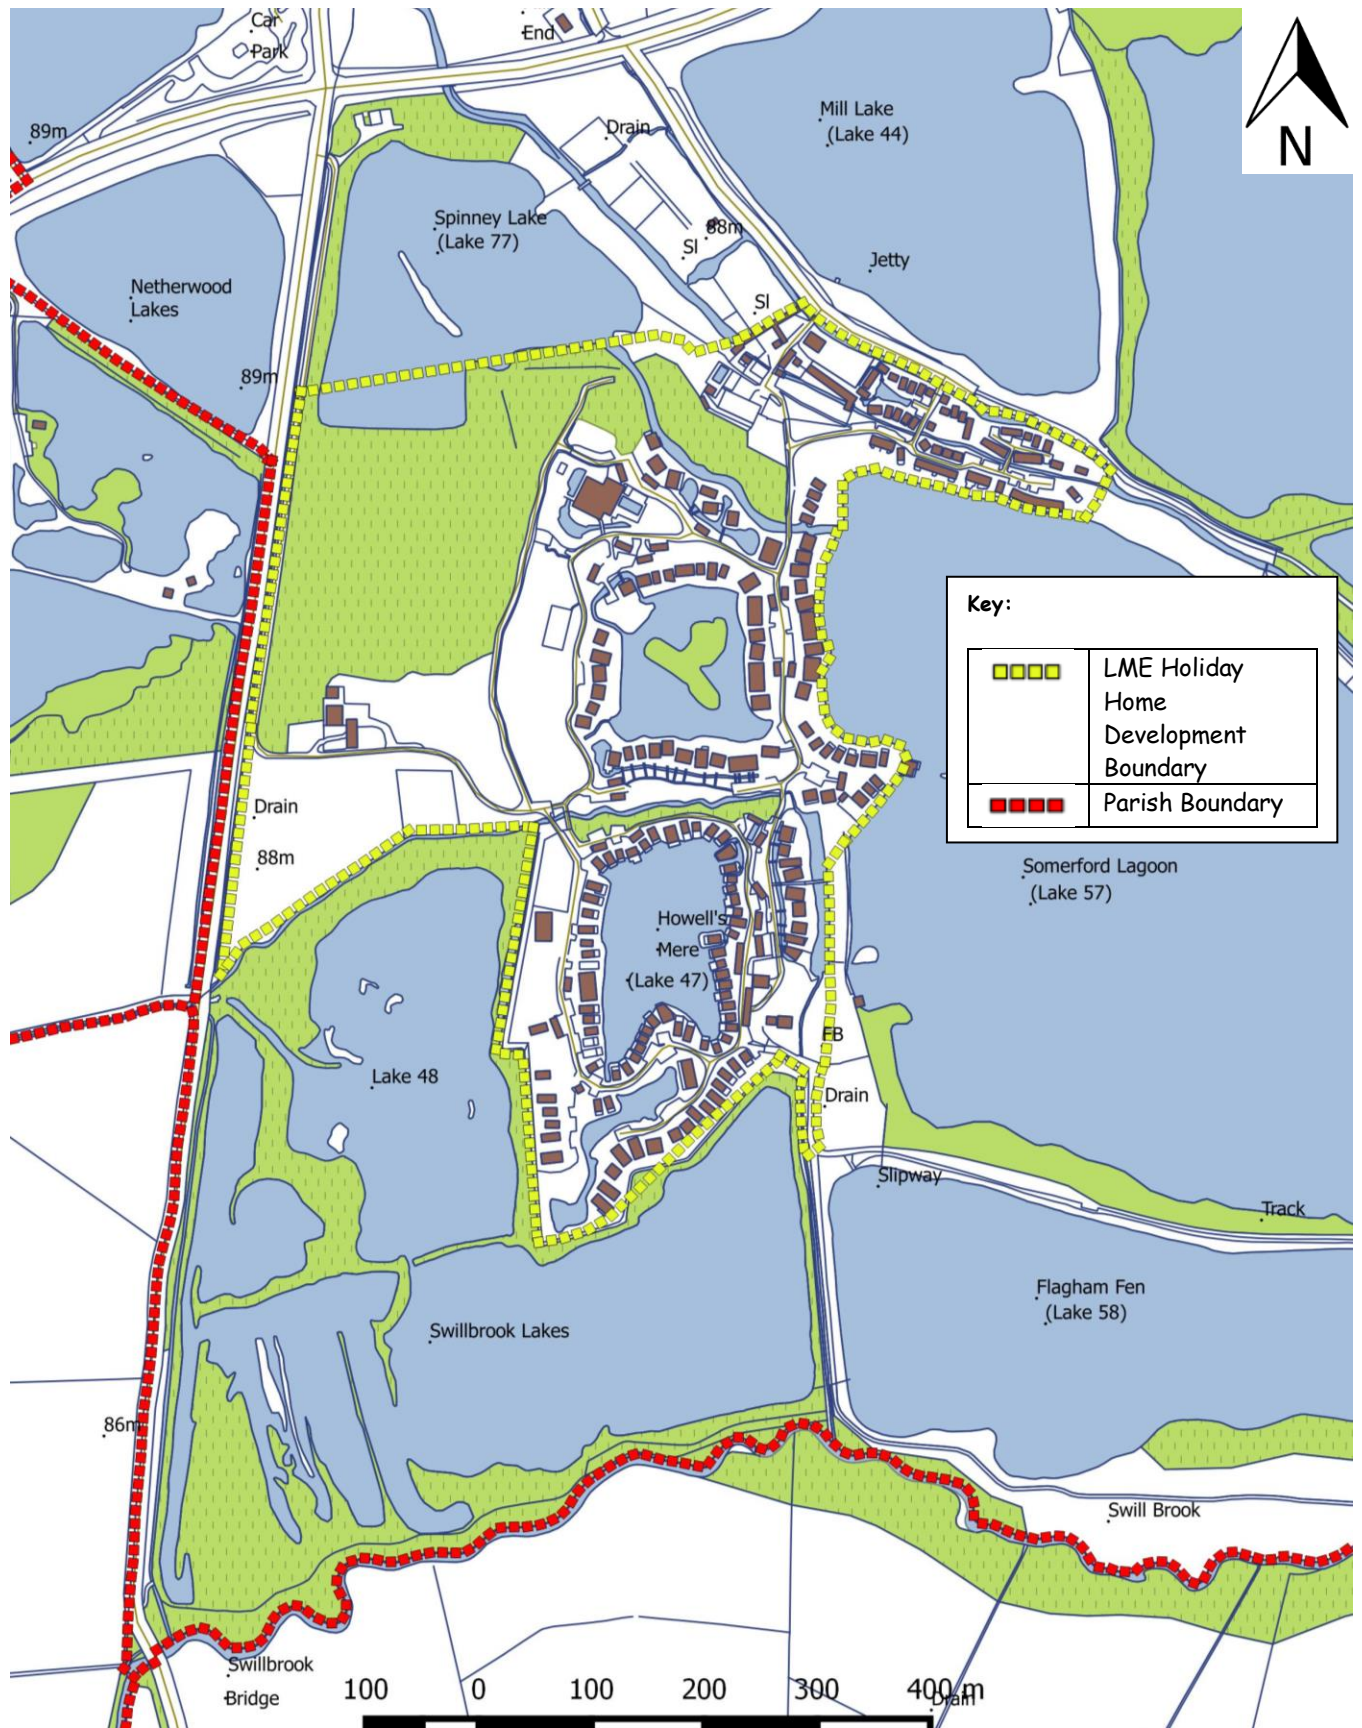 Car
Park
End
N
89m
Drain
Mill Lake
(Lake 44)
Spinney Lake
(Lake 77)
88m
Sl
Jetty
Netherwood
Lakes
Sl
89m
Key:
LME Holiday
Home
Development
Boundary
Parish Boundary
Drain
88m
Somerford Lagoon
(Lake 57)
Howell's
Mere
(Lake 47)
FB
Lake 48
Drain
Slipway
Track
Flagham Fen
(Lake 58)
Swillbrook Lakes
86m
Swill Brook
Swillbrook
Bridge
100 0 100 200 300 400 m
Drain